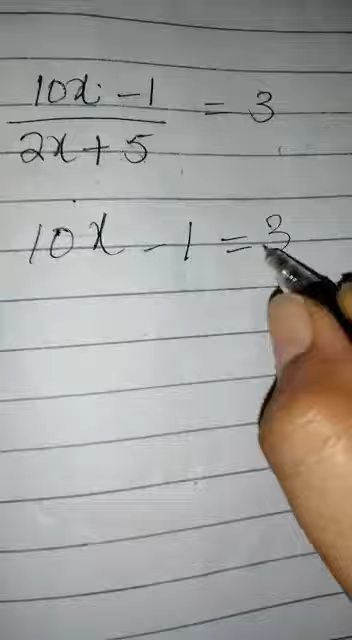 10x - 1
2x + 5
= 3
10x - 1 = 3